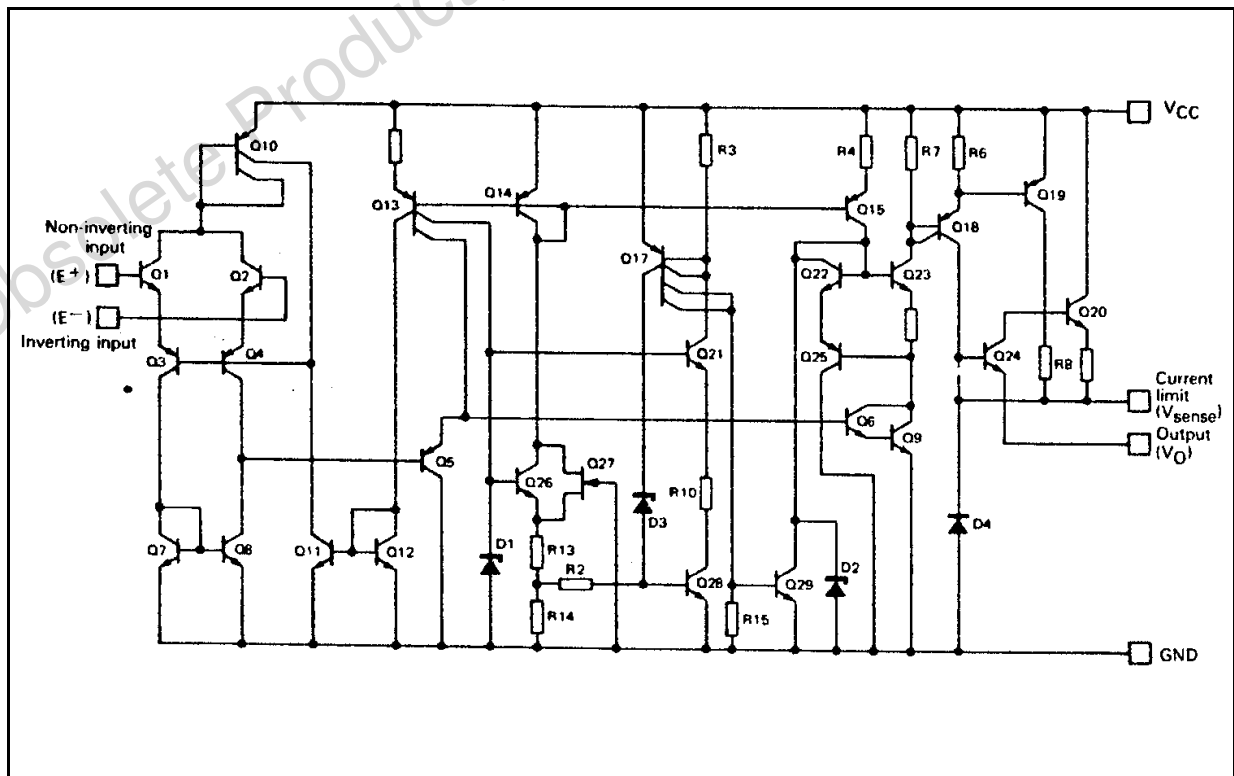 Obsolete Product
VCC
Q10
R3
R4
R7
R6
Q13
Q14
Q15
Q19
Q18
Non-inverting
input
(E+)
Q1
Q2
Q17
Q22
Q23
(E−)
Inverting input
Q20
Q3
Q4
Q21
Q25
Q24
R8
Current
limit
(Vsense)
Q6
Q9
Output
(VO)
Q5
Q26
Q27
R10
D3
D4
Q7
Q8
Q11
Q12
D1
R13
R2
Q28
Q29
D2
R14
R15
GND